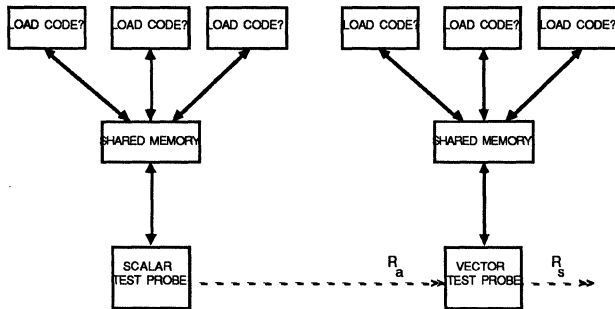 LOAD CODE? LOAD CODE? LOAD CODE? LOAD CODE? LOAD CODE? LOAD CODE?
SHARED MEMORY SHARED MEMORY
SCALAR
TEST PROBE
R
a
VECTOR
TEST PROBE
R
s